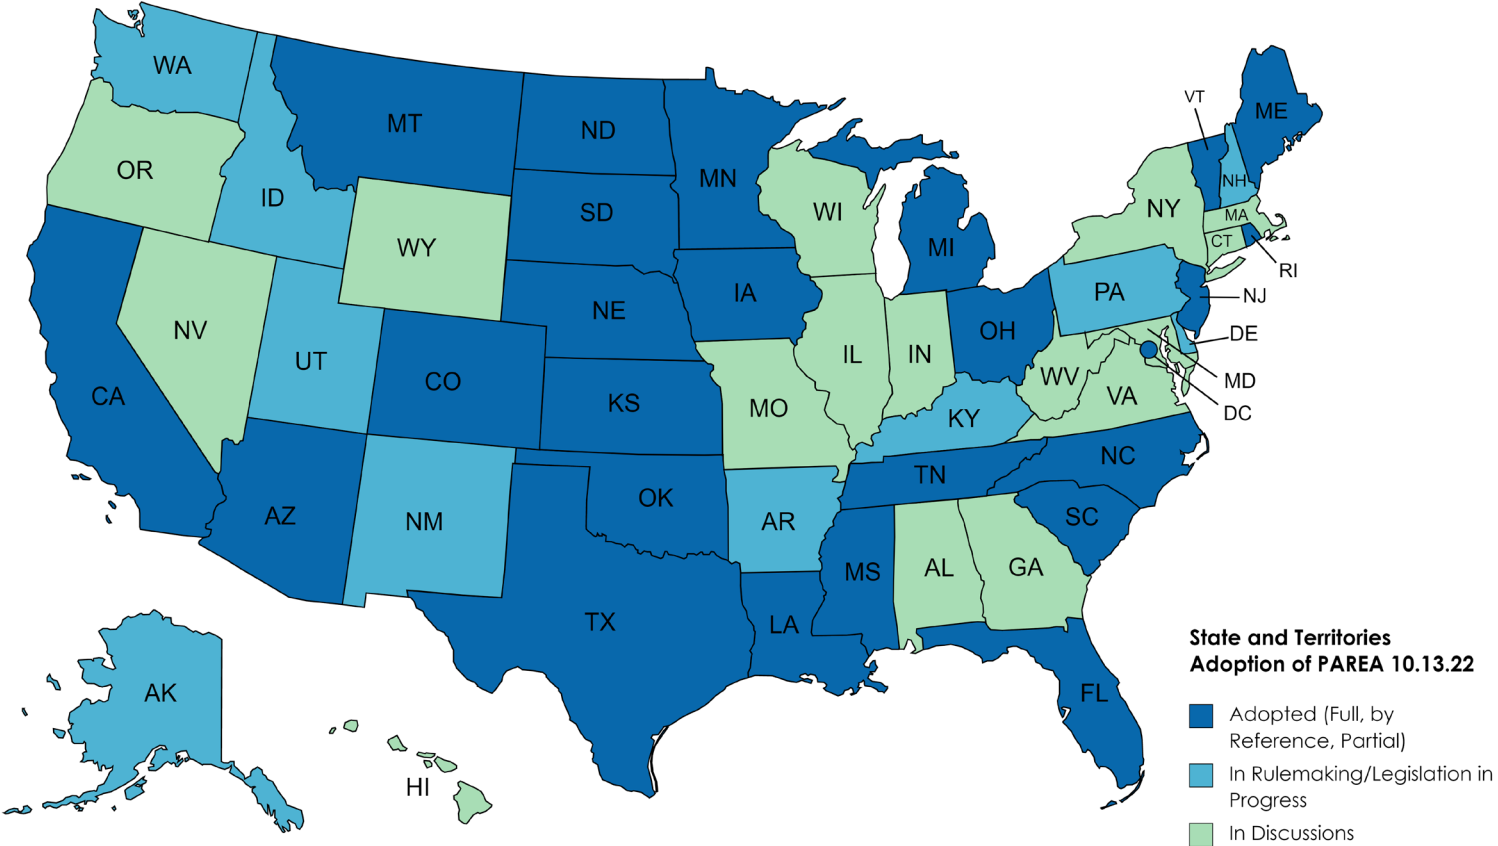 WA
MT
ND
MN
OR
ID
SD
WI
WY
NV
UT
CA
CO
NE
IA
KS
MO
IL
IN
MI
OH
KY
WV
VA
PA
NY
VT
NH
ME
MA
CT
RI
NJ
DE
MD
DC
AZ
NM
OK
AR
TN
NC
SC
MS
AL
GA
TX
LA
FL
AK
HI
State and Territories
Adoption of PAREA 10.13.22
Adopted (Full, by
Reference, Partial)
In Rulemaking/Legislation in
Progress
In Discussions